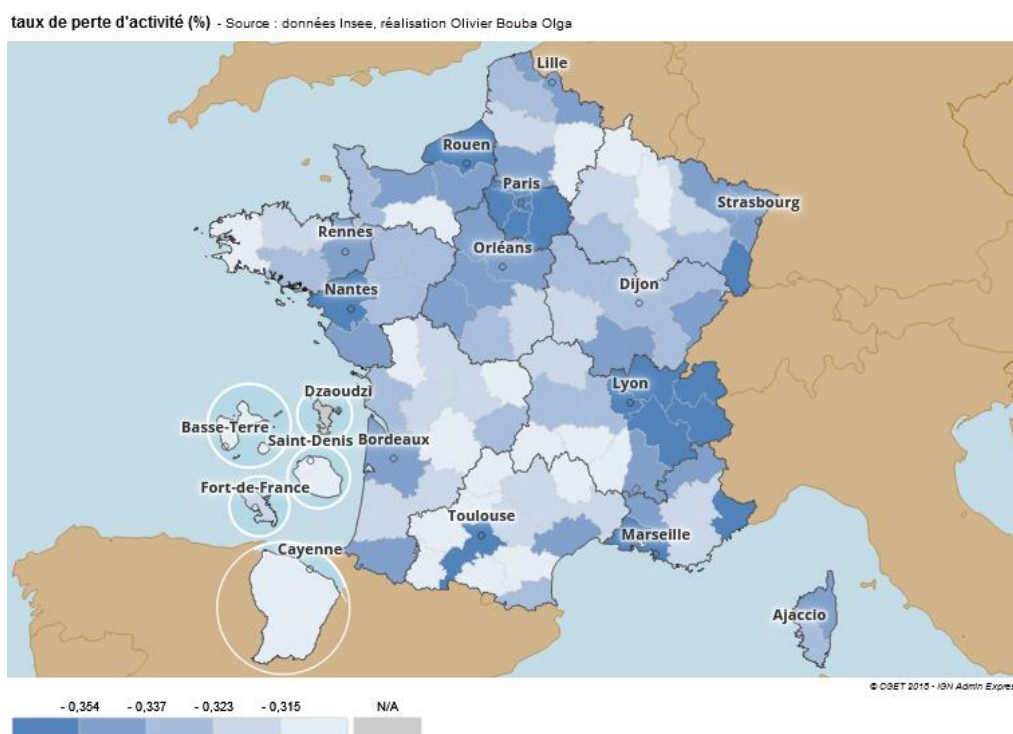 taux de perte d'activité (%) - Source : données Insee, réalisation Olivier Bouba Olga
Lille
Rouen
Paris
Strasbourg
Rennes
Orléans
Nantes
Dijon
Lyon
Dzaoudzi
Basse-Terre
Saint-Denis
Bordeaux
Fort-de-France
Toulouse
Marseille
Cayenne
Ajaccio
© CGET 2018 - IGN Admin Expres
- 0,354 - 0,337 - 0,323 - 0,315 N/A